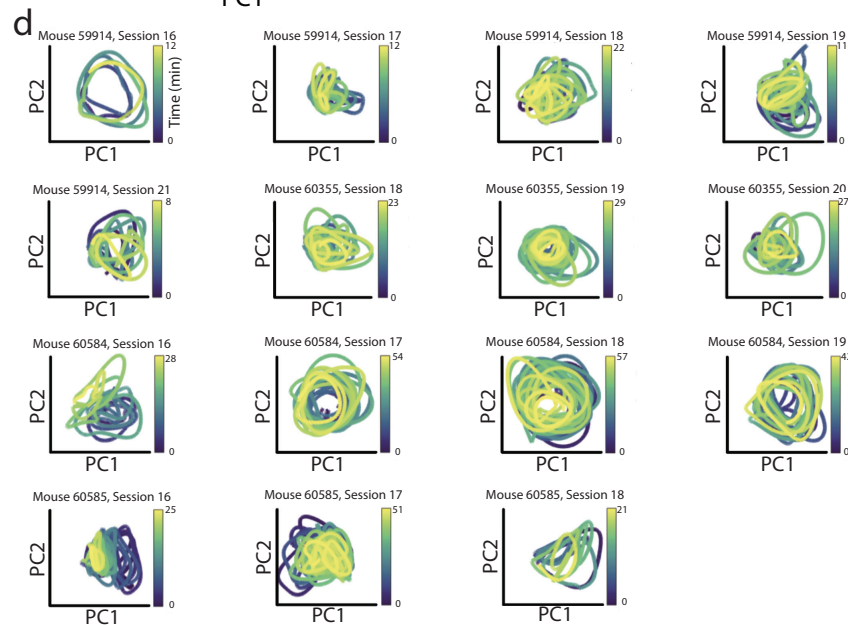 PC1
d
Mouse 59914, Session 16
12
Time (min)
0
PC2
PC1
Mouse 59914, Session 17
12
0
PC2
PC1
Mouse 59914, Session 18
22
0
PC2
PC1
Mouse 59914, Session 19
11
0
PC2
PC1
Mouse 59914, Session 21
8
0
PC2
PC1
Mouse 60355, Session 18
23
0
PC2
PC1
Mouse 60355, Session 19
29
0
PC2
PC1
Mouse 60355, Session 20
27
0
PC2
PC1
Mouse 60584, Session 16
28
0
PC2
PC1
Mouse 60584, Session 17
54
0
PC2
PC1
Mouse 60584, Session 18
57
0
PC2
PC1
Mouse 60584, Session 19
0
PC2
PC1
Mouse 60585, Session 16
25
0
PC2
PC1
Mouse 60585, Session 17
51
0
PC2
PC1
Mouse 60585, Session 18
21
0
PC2
PC1